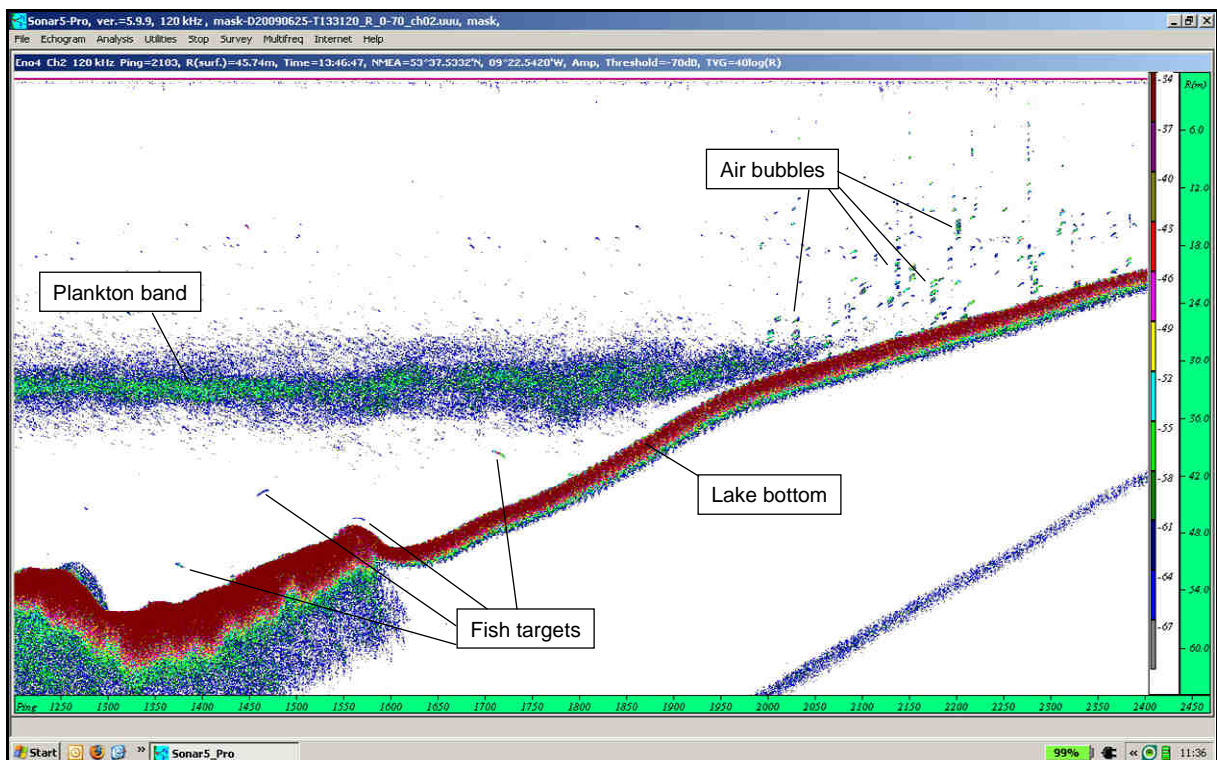 Sonar5-Pro, ver.=5.9.9, 120 kHz , mask-D20090625-T133120_R_0-70_ch02.uuu, mask,
File Echogram Analysis Utilities Stop Survey Multifreq Internet Help
Eno4 Ch2 120 kHz Ping=2103, R(surf.)=45.74m, Time=13:46:47, NMEA=53°37.5332'N, 09°22.5420'W, Amp, Threshold=-70dB, TVG=40log(R)
-34
R(m)
-37
6.0
Air bubbles
-40
12.0
-43
18.0
-46
Plankton band
24.0
-49
30.0
-52
36.0
-55
42.0
-58
Lake bottom
48.0
-61
54.0
-64
Fish targets
-67
60.0
Ping 1250 1300 1350 1400 1450 1500 1550 1600 1650 1700 1750 1800 1850 1900 1950 2000 2050 2100 2150 2200 2250 2300 2350 2400 2450
Start » Sonar5_Pro 99% « 11:36